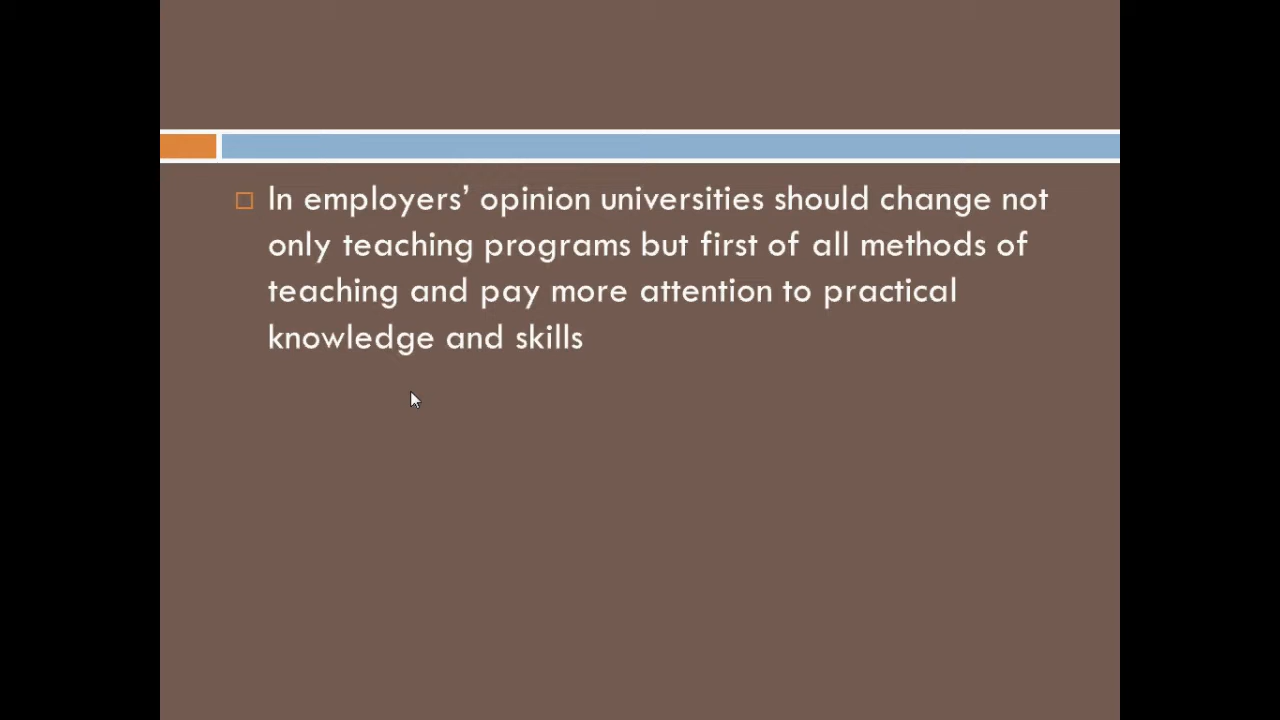 In employers’ opinion universities should change not
only teaching programs but first of all methods of
teaching and pay more attention to practical
knowledge and skills